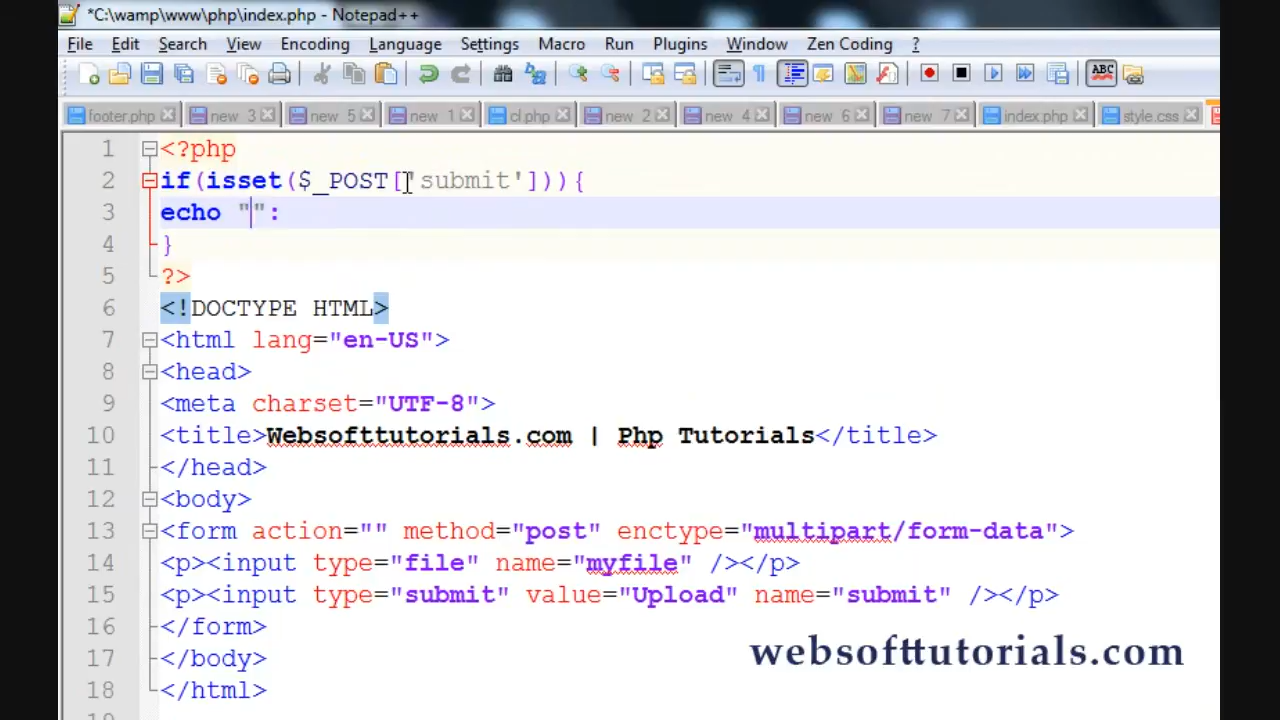 *C:\wamp\www\php\index.php - Notepad++
File Edit Search View Encoding Language Settings Macro Run Plugins Window Zen Coding ?
ABC
footer.php new 3 new 5 new 1 cl.php new 2 new 4 new 6 new 7 index.php style.css
1 <?php
2 if(isset($_POST['submit'])){
3 echo "":
4 }
5 ?>
6 <!DOCTYPE HTML>
7 <html lang="en-US">
8 <head>
9 <meta charset="UTF-8">
10 <title>Websofttutorials.com | Php Tutorials</title>
11 </head>
12 <body>
13 <form action="" method="post" enctype="multipart/form-data">
14 <p><input type="file" name="myfile" /></p>
15 <p><input type="submit" value="Upload" name="submit" /></p>
16 </form>
17 </body>
18 </html>
19
websofttutorials.com